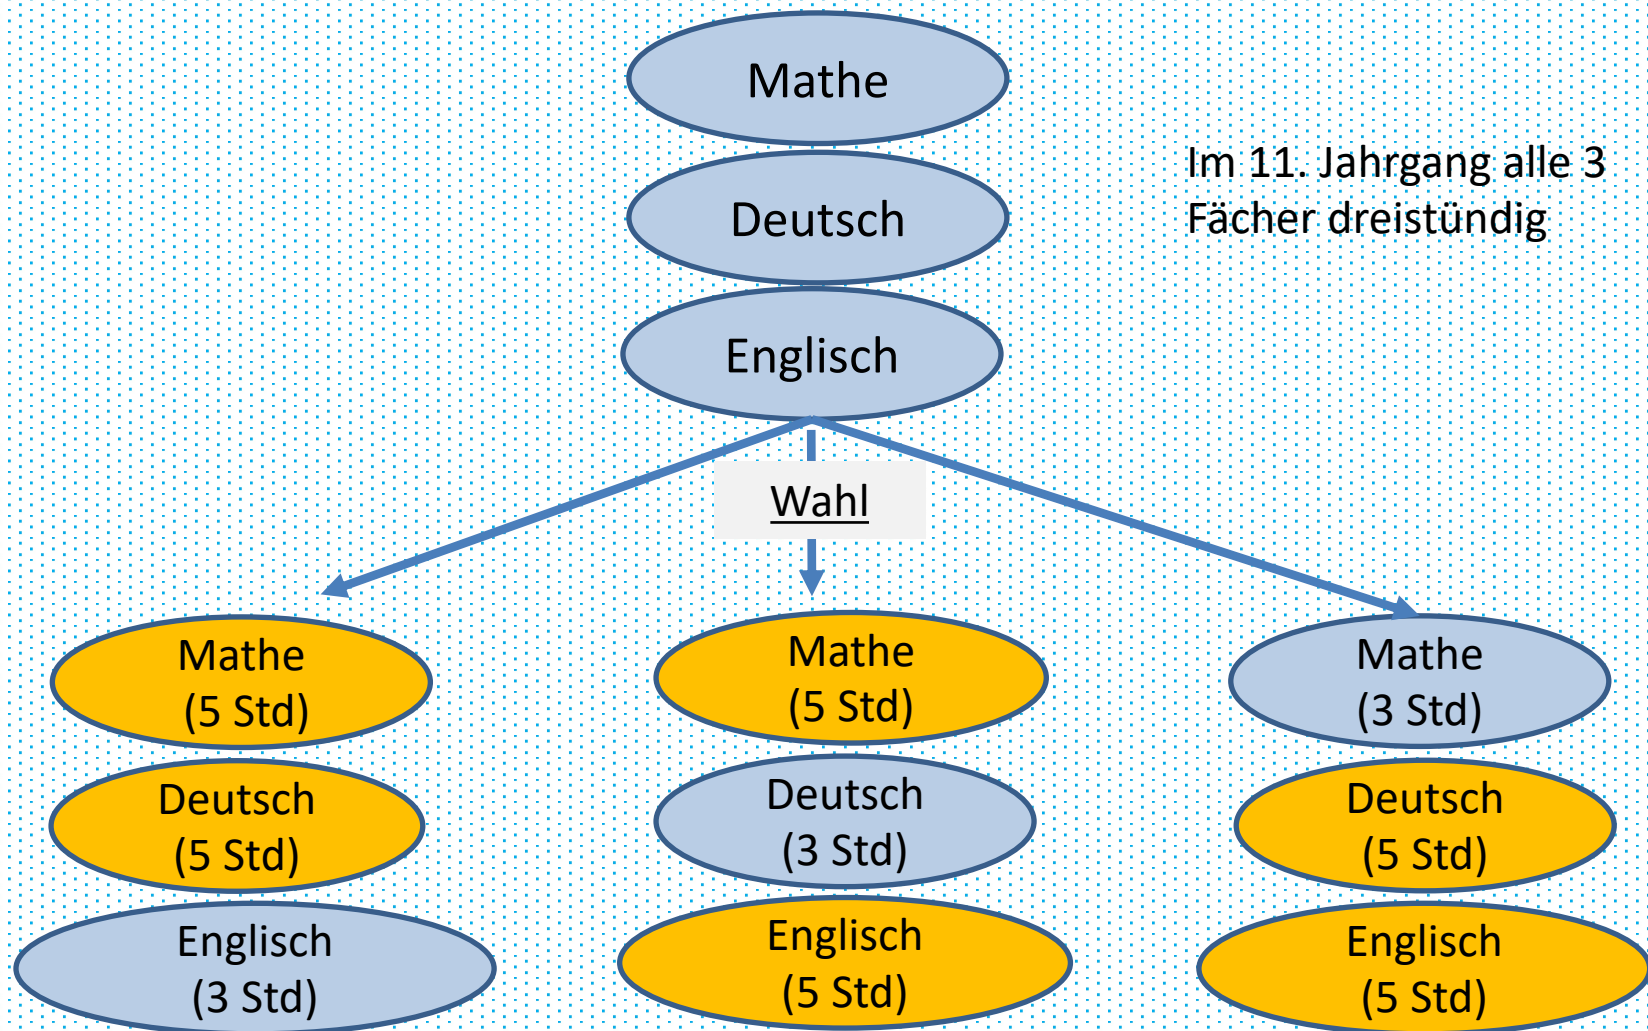 Mathe
Deutsch
Englisch
Im 11. Jahrgang alle 3
Fächer dreistündig
Wahl
Mathe
(5 Std)
Deutsch
(5 Std)
Englisch
(3 Std)
Mathe
(5 Std)
Deutsch
(3 Std)
Englisch
(5 Std)
Mathe
(3 Std)
Deutsch
(5 Std)
Englisch
(5 Std)